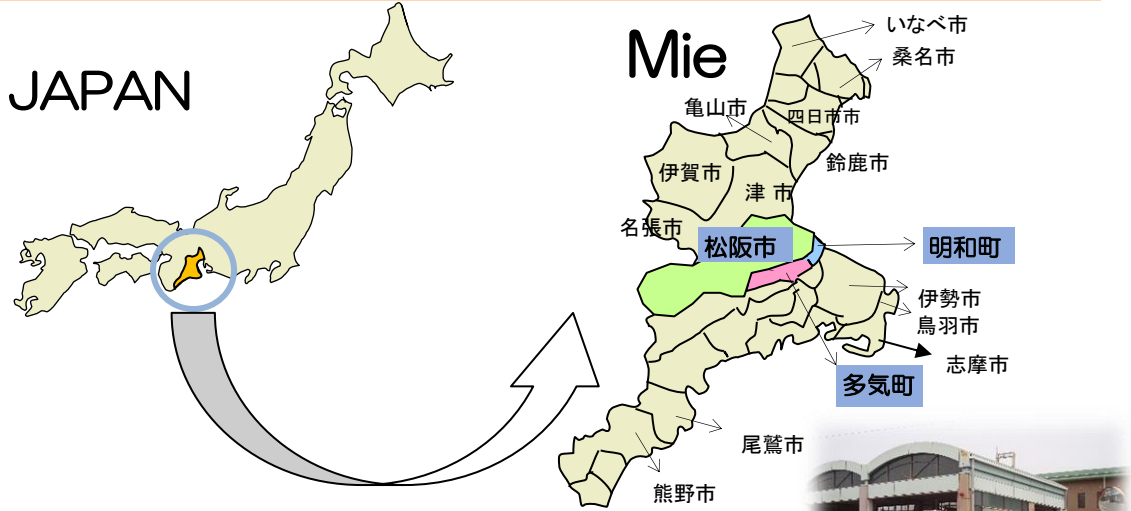 JAPAN
Mie
いなべ市
桑名市
亀山市
四日市市
鈴鹿市
伊賀市
津 市
名張市
松阪市
明和町
伊勢市
鳥羽市
志摩市
多気町
尾鷲市
熊野市